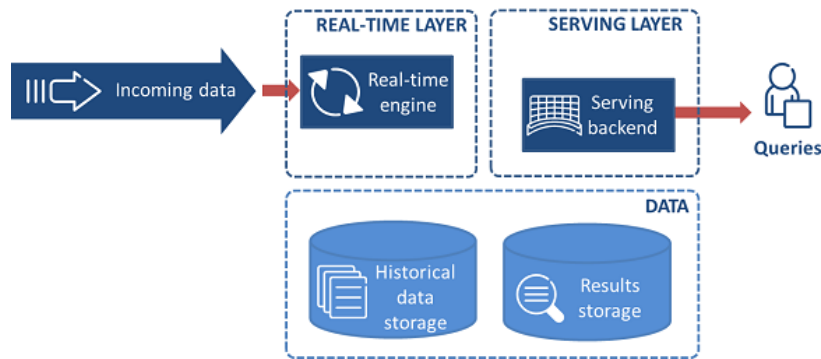 REAL-TIME LAYER
SERVING LAYER
Incoming data
Real-time
engine
Serving
backend
Queries
DATA
Historical
data
storage
Results
storage